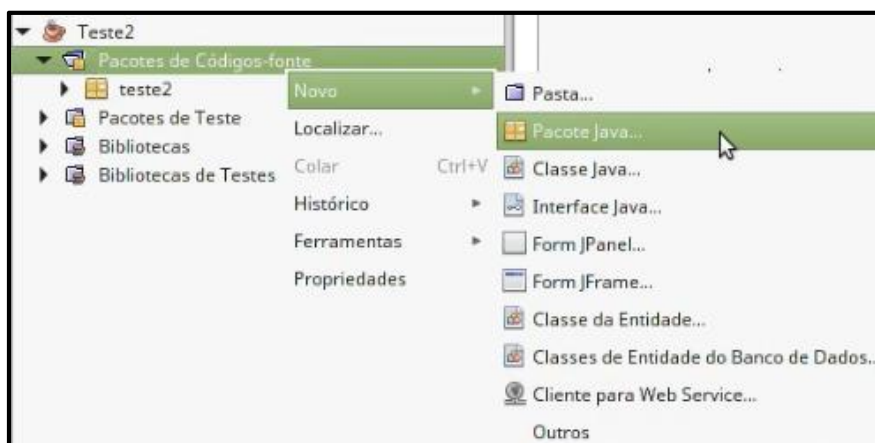 Teste2
Pacotes de Códigos-fonte
teste2
Pacotes de Teste
Bibliotecas
Bibliotecas de Testes
Novo
Localizar...
Colar Ctrl+V
Histórico
Ferramentas
Propriedades
Pasta...
Pacote Java...
Classe Java...
Interface Java...
Form JPanel...
Form JFrame...
Classe da Entidade...
Classes de Entidade do Banco de Dados..
Cliente para Web Service...
Outros